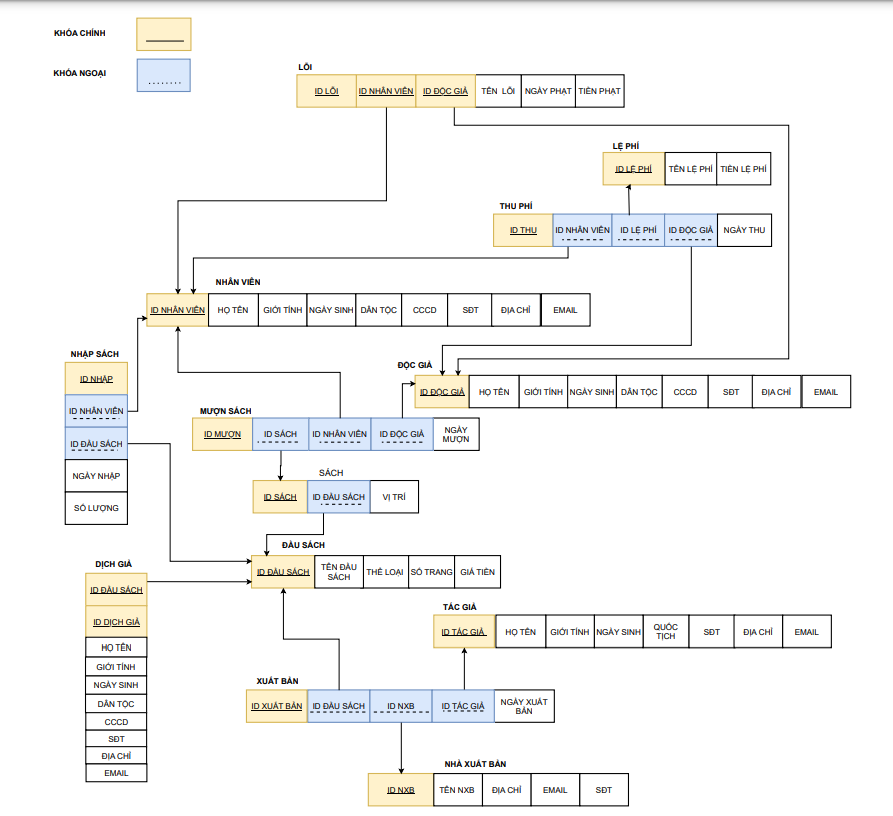 KHÓA CHÍNH
KHÓA NGOẠI
........
LỖI
ID LỖI ID NHÂN VIÊN ID ĐỘC GIẢ TÊN LỖI NGÀY PHẠT TIỀN PHẠT
LỆ PHÍ
ID LỆ PHÍ TÊN LỆ PHÍ TIỀN LỆ PHÍ
THU PHÍ
ID THU ID NHÂN VIÊN ID LỆ PHÍ ID ĐỘC GIẢ NGÀY THU
NHÂN VIÊN
ID NHÂN VIÊN HỌ TÊN GIỚI TÍNH NGÀY SINH DÂN TỘC CCCD SĐT ĐỊA CHỈ EMAIL
NHẬP SÁCH
ID NHẬP
ID NHÂN VIÊN
ID ĐẦU SÁCH
NGÀY NHẬP
SỐ LƯỢNG
ĐỘC GIẢ
ID ĐỘC GIẢ HỌ TÊN GIỚI TÍNH NGÀY SINH DÂN TỘC CCCD SĐT ĐỊA CHỈ EMAIL
MƯỢN SÁCH
ID MƯỢN ID SÁCH ID NHÂN VIÊN ID ĐỘC GIẢ NGÀY
MƯỢN
SÁCH
ID SÁCH ID ĐẦU SÁCH VỊ TRÍ
ĐẦU SÁCH
ID ĐẦU SÁCH TÊN ĐẦU
SÁCH THỂ LOẠI SỐ TRANG GIÁ TIỀN
DỊCH GIẢ
ID ĐẦU SÁCH
ID DỊCH GIẢ
HỌ TÊN
GIỚI TÍNH
NGÀY SINH
DÂN TỘC
CCCD
SĐT
ĐỊA CHỈ
EMAIL
TÁC GIẢ
ID TÁC GIẢ HỌ TÊN GIỚI TÍNH NGÀY SINH QUỐC
TỊCH SĐT ĐỊA CHỈ EMAIL
XUẤT BẢN
ID XUẤT BẢN ID ĐẦU SÁCH ID NXB ID TÁC GIẢ NGÀY XUẤT
BẢN
NHÀ XUẤT BẢN
ID NXB TÊN NXB ĐỊA CHỈ EMAIL SĐT